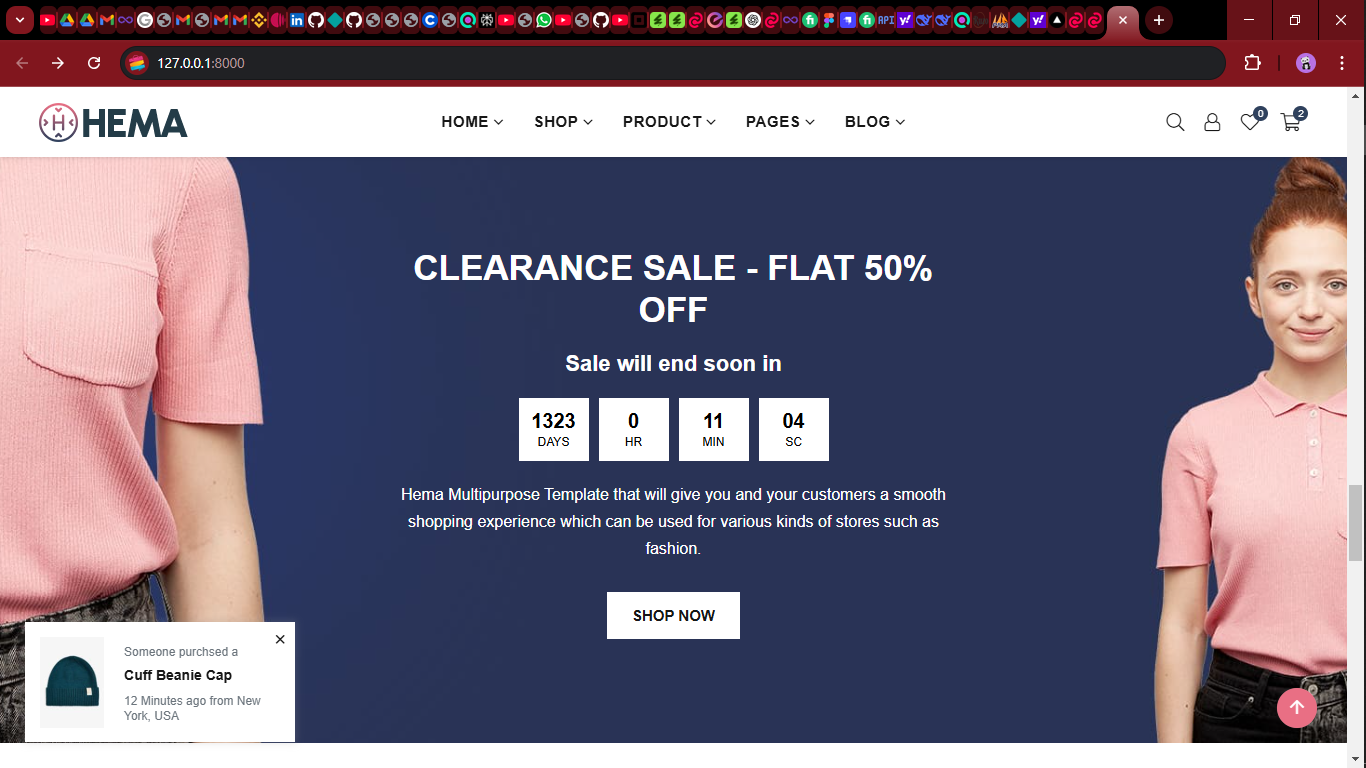 127.0.0.1:8000
HEMA
HOME SHOP PRODUCT PAGES BLOG
0 2
CLEARANCE SALE - FLAT 50%
OFF
Sale will end soon in
1323 0 11 04
DAYS HR MIN SC
Hema Multipurpose Template that will give you and your customers a smooth
shopping experience which can be used for various kinds of stores such as
fashion.
SHOP NOW
Someone purchsed a
Cuff Beanie Cap
12 Minutes ago from New
York, USA